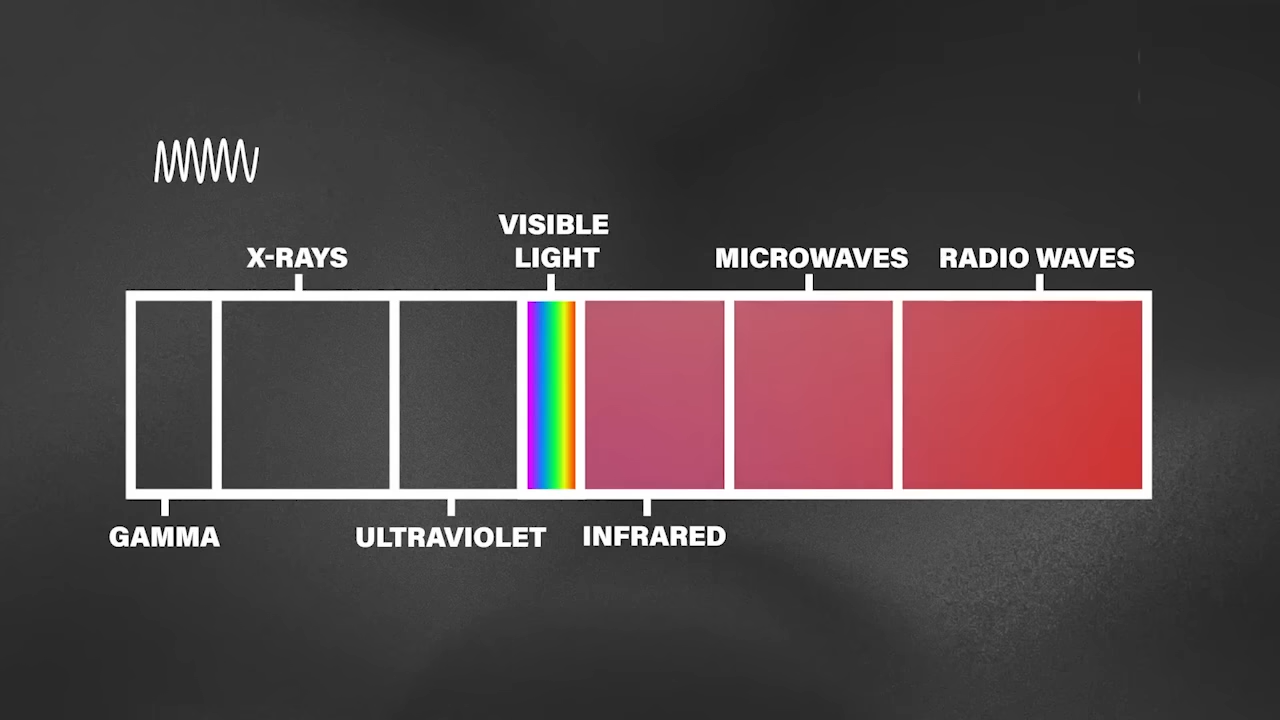 VISIBLE
LIGHT
X-RAYS
MICROWAVES
RADIO WAVES
GAMMA
ULTRAVIOLET
INFRARED